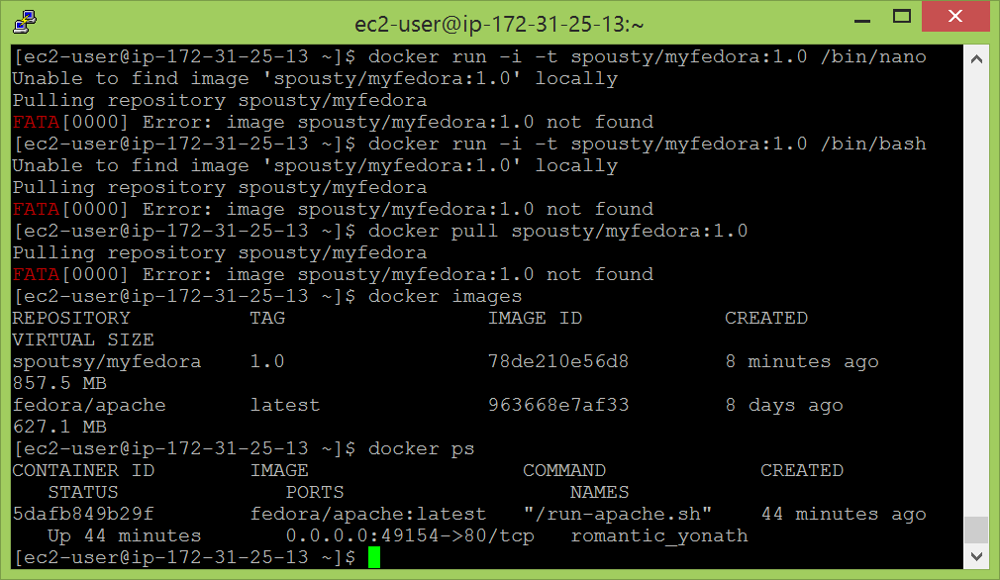 ec2-user@ip-172-31-25-13:~
[ec2-user@ip-172-31-25-13 ~]$ docker run -i -t spousty/myfedora:1.0 /bin/nano
Unable to find image 'spousty/myfedora:1.0' locally
Pulling repository spousty/myfedora
FATA[0000] Error: image spousty/myfedora:1.0 not found
[ec2-user@ip-172-31-25-13 ~]$ docker run -i -t spousty/myfedora:1.0 /bin/bash
Unable to find image 'spousty/myfedora:1.0' locally
Pulling repository spousty/myfedora
FATA[0000] Error: image spousty/myfedora:1.0 not found
[ec2-user@ip-172-31-25-13 ~]$ docker pull spousty/myfedora:1.0
Pulling repository spousty/myfedora
FATA[0000] Error: image spousty/myfedora:1.0 not found
[ec2-user@ip-172-31-25-13 ~]$ docker images
REPOSITORY          TAG                 IMAGE ID            CREATED
VIRTUAL SIZE
spoutsy/myfedora    1.0                 78de210e56d8        8 minutes ago
857.5 MB
fedora/apache       latest              963668e7af33        8 days ago
627.1 MB
[ec2-user@ip-172-31-25-13 ~]$ docker ps
CONTAINER ID        IMAGE                  COMMAND             CREATED
   STATUS              PORTS                   NAMES
5dafb849b29f        fedora/apache:latest   "/run-apache.sh"    44 minutes ago
   Up 44 minutes       0.0.0.0:49154->80/tcp   romantic_yonath
[ec2-user@ip-172-31-25-13 ~]$